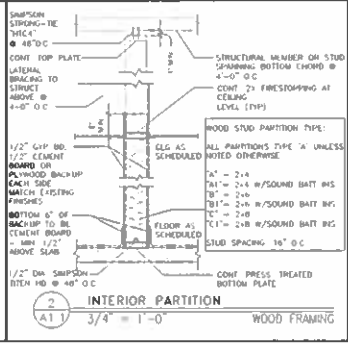 SIMPSON
STRONG-TIE
"HTC4"
@ 48" O C
CONT TOP PLATE
LATERAL
BRACING TO
STRUCT
ABOVE @
4'-0" O C
1/2" GYP BD,
1/2" CEMENT
BOARD OR
PLYWOOD BACKUP
EACH SIDE
MATCH EXISTING
FINISHES
BOTTOM 6" OF
BACKUP TO BE
CEMENT BOARD
- MIN 1/2"
ABOVE SLAB
1/2" DIA SIMPSON
TITEN HD @ 48" O C
STRUCTURAL MEMBER OR STUD
SPANNING BOTTOM CHORD @
4'-0" O C
CONT 2x FIRESTOPPING AT
CEILING
LEVEL (TYP)
CLG AS
SCHEDULED
FLOOR AS
SCHEDULED
WOOD STUD PARTITION TYPE:
ALL PARTITIONS TYPE 'A' UNLESS
NOTED OTHERWISE
"A" = 2x4
"A1" = 2x4 W/SOUND BATT INS
"B" = 2x6
"B1" = 2x6 W/SOUND BATT INS
"C" = 2x8
"C1" = 2x8 W/SOUND BATT INS
STUD SPACING 16" O C
CONT PRESS TREATED
BOTTOM PLATE
2
A1 1
INTERIOR PARTITION
3/4" = 1'-0"
WOOD FRAMING